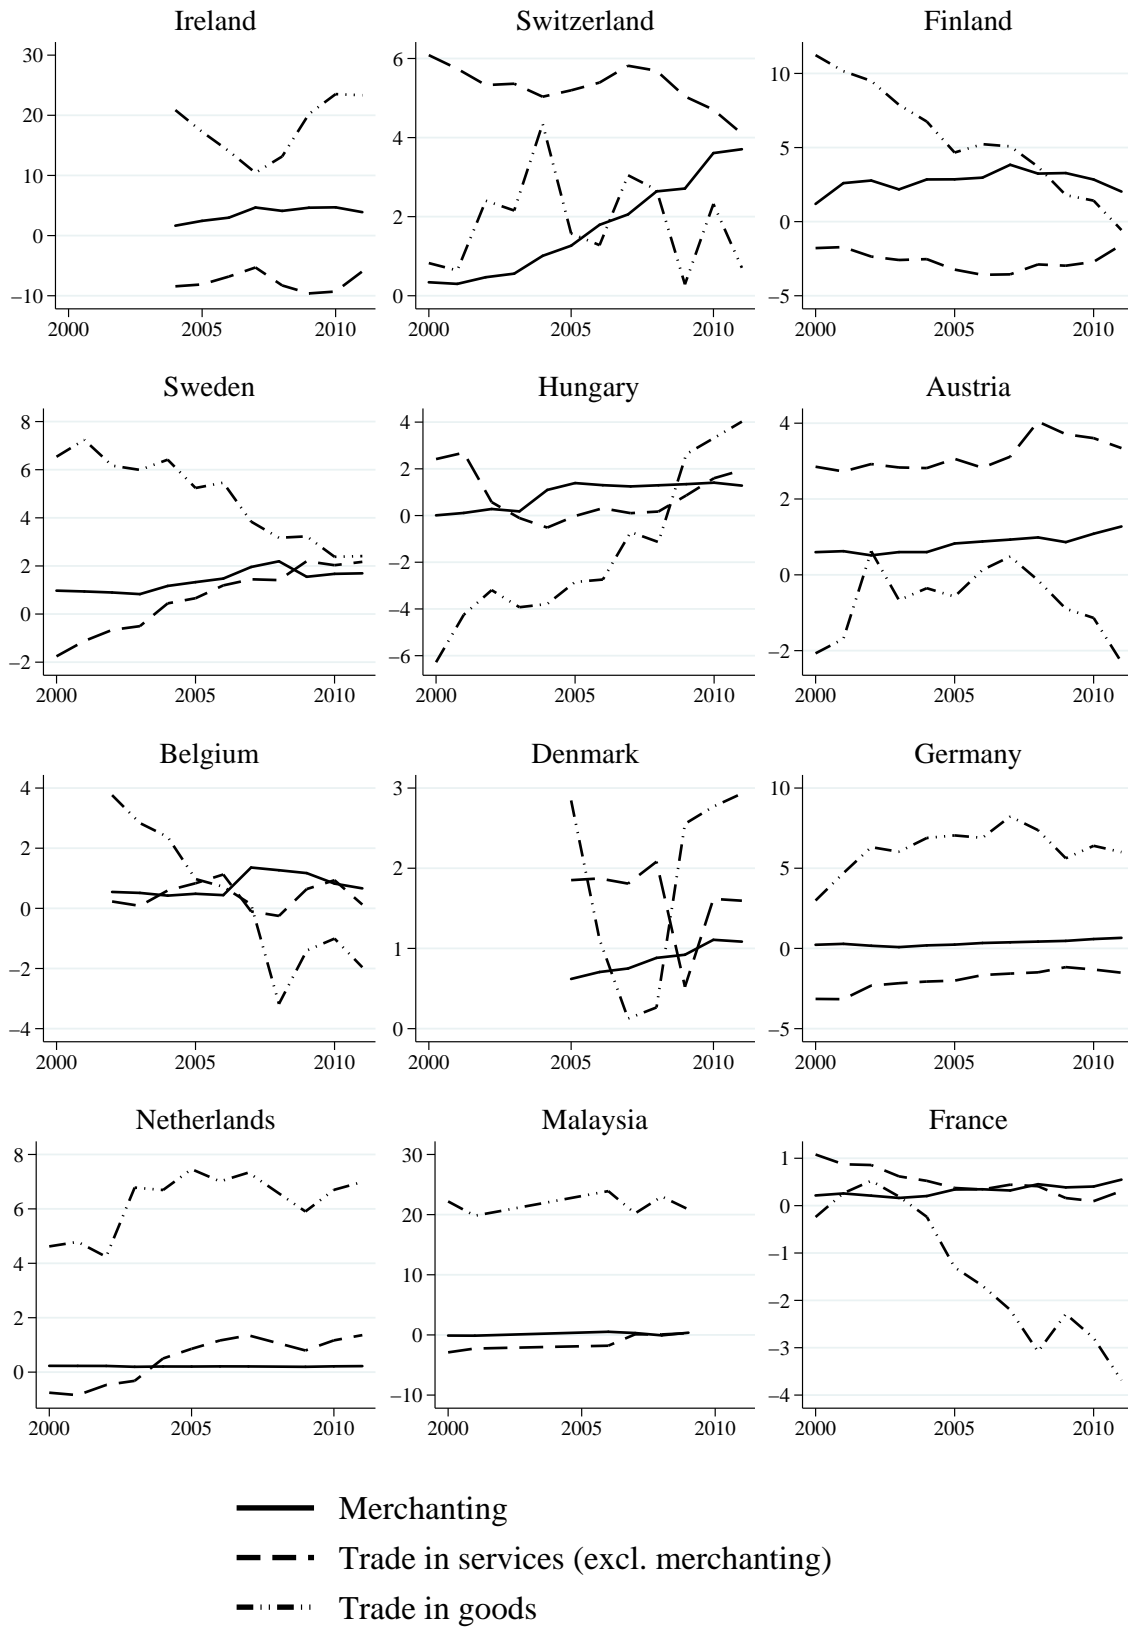 Ireland Switzerland Finland
30 6 10
20 4 5
10 2 0
0 0 −5
−10
2000 2005 2010 2000 2005 2010 2000 2005 2010
Sweden Hungary Austria
8 4 4
6 2 2
4 0 0
2 −2 −2
0 −4
−2 −6
2000 2005 2010 2000 2005 2010 2000 2005 2010
Belgium Denmark Germany
4 3 10
2 2 5
0 1 0
−2 0 −5
−4
2000 2005 2010 2000 2005 2010 2000 2005 2010
Netherlands Malaysia France
8 30 1
6 20 0
4 10 −1
2 0 −2
0 −10 −3
−4
2000 2005 2010 2000 2005 2010 2000 2005 2010
Merchanting
Trade in services (excl. merchanting)
Trade in goods